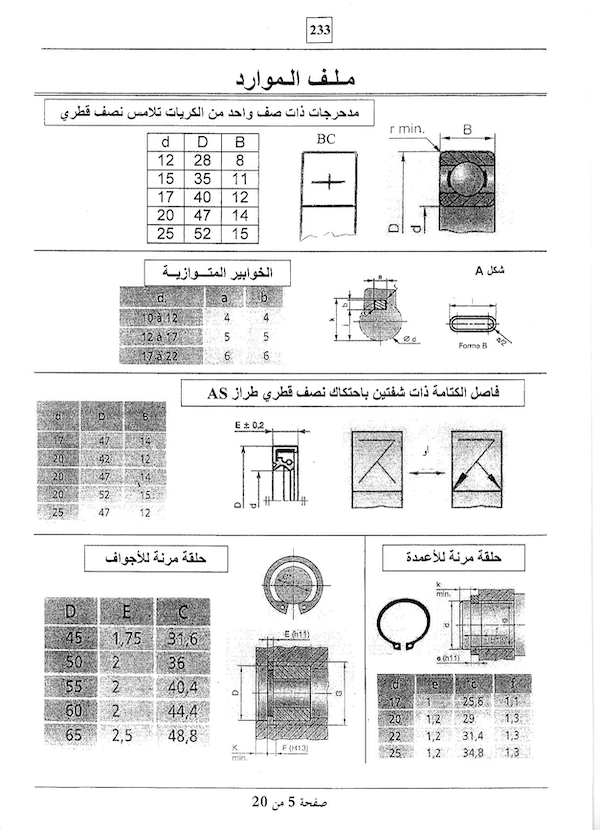 233
ملف الموارد
مدحرجات ذات صف واحد من الكريات تلامس نصف قطري
d D B
12 28 8
15 35 11
17 40 12
20 47 14
25 52 15
BC
r min. B
D d
الخوابير المتوازية
شكل A
d a b
10 à 12 4 4
12 à 17 5 5
17 à 22 6 6
a
b
k
j
Ø d
l
Forme B
a/2
فاصل الكتامة ذات شفتين باحتكاك نصف قطري طراز AS
d D B
17 47 14
20 42 12
20 47 14
20 52 15
25 47 12
E ± 0,2
D d
او
حلقة مرنة للأجواف
D E C
45 1,75 31,6
50 2 36
55 2 40,4
60 2 44,4
65 2,5 48,8
E (h11)
D G
K min. F (H13)
حلقة مرنة للأعمدة
k min.
d g
e (h11)
d e c f
17 1 25,6 1,1
20 1,2 29 1,3
22 1,2 31,4 1,3
25 1,2 34,8 1,3
صفحة 5 من 20